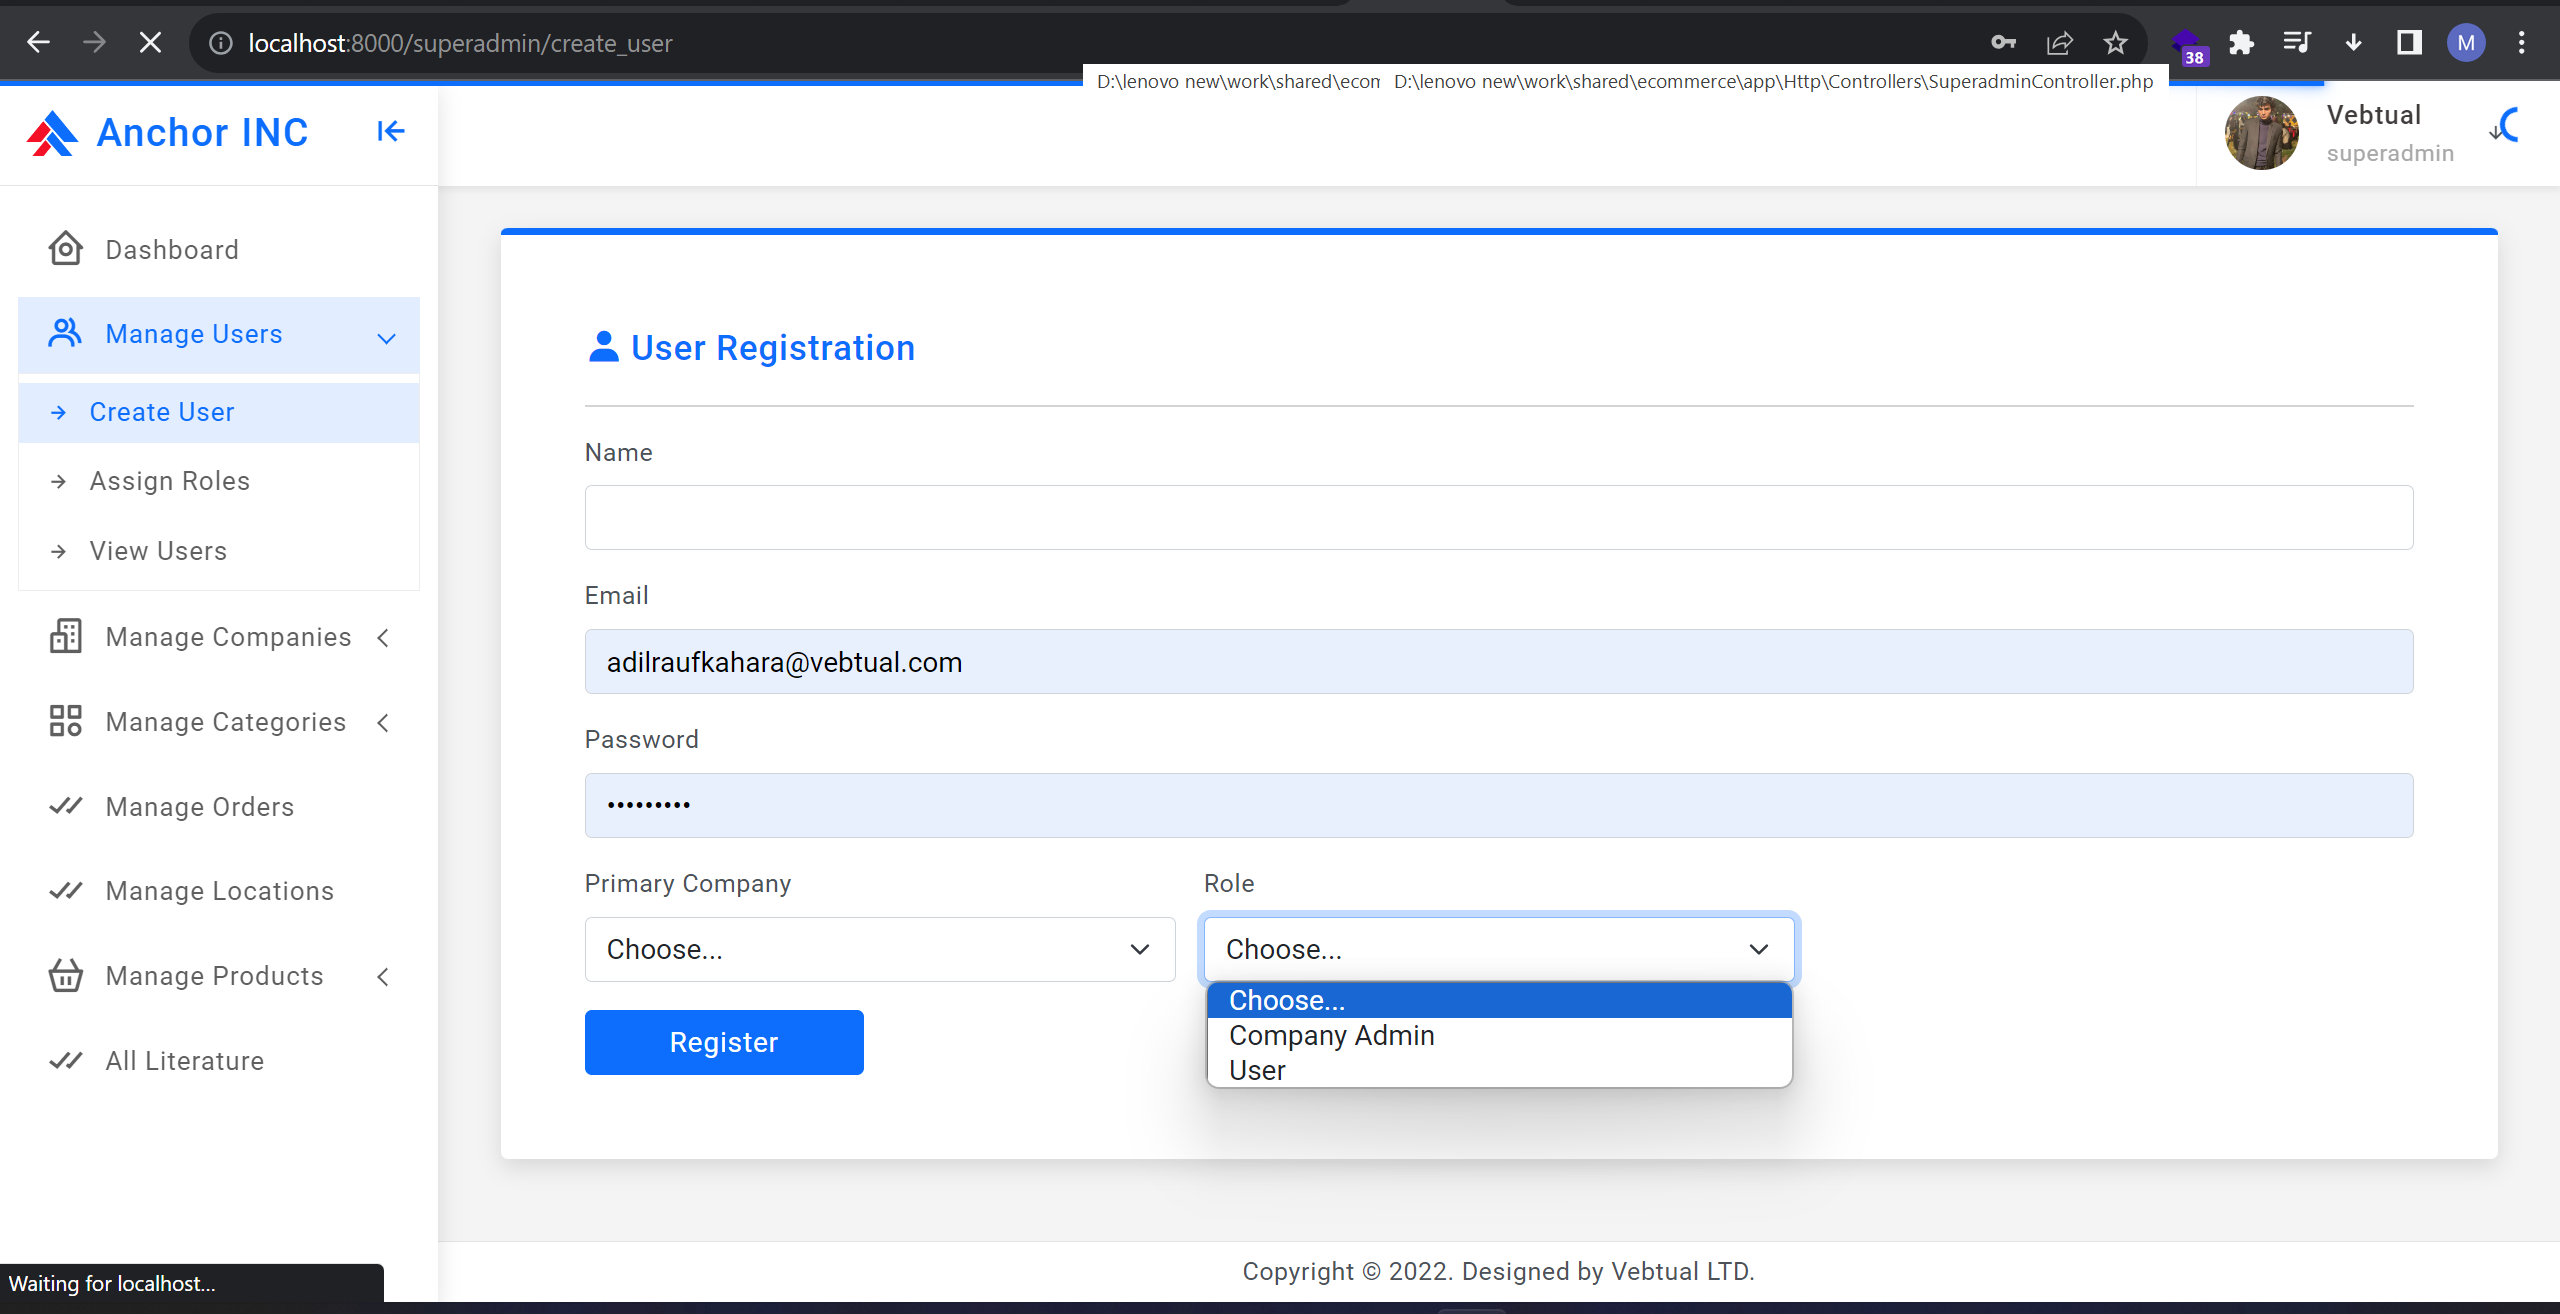 localhost:8000/superadmin/create_user
38
M
D:\lenovo new\work\shared\ecom
D:\lenovo new\work\shared\ecommerce\app\Http\Controllers\SuperadminController.php
Anchor INC
Vebtual
superadmin
Dashboard
Manage Users
Create User
Assign Roles
View Users
Manage Companies
Manage Categories
Manage Orders
Manage Locations
Manage Products
All Literature
User Registration
Name
Email
adilraufkahara@vebtual.com
Password
•••••••••
Primary Company
Role
Choose...
Choose...
Choose...
Company Admin
User
Register
Copyright © 2022. Designed by Vebtual LTD.
Waiting for localhost...